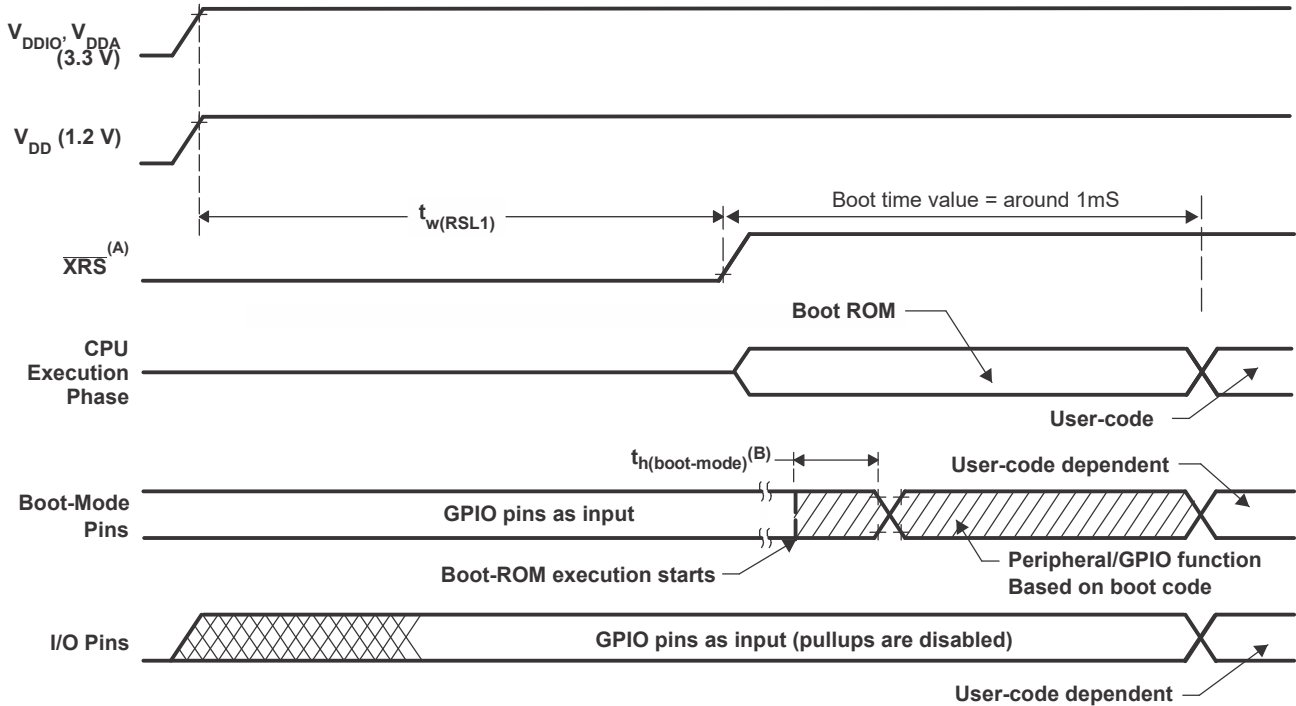 V_DDIO, V_DDA
(3.3 V)
V_DD (1.2 V)
t_w(RSL1)
Boot time value = around 1mS
XRS(A)
Boot ROM
CPU
Execution
Phase
User-code
t_h(boot-mode)(B)
User-code dependent
Boot-Mode
Pins
GPIO pins as input
Boot-ROM execution starts
Peripheral/GPIO function
Based on boot code
I/O Pins
GPIO pins as input (pullups are disabled)
User-code dependent